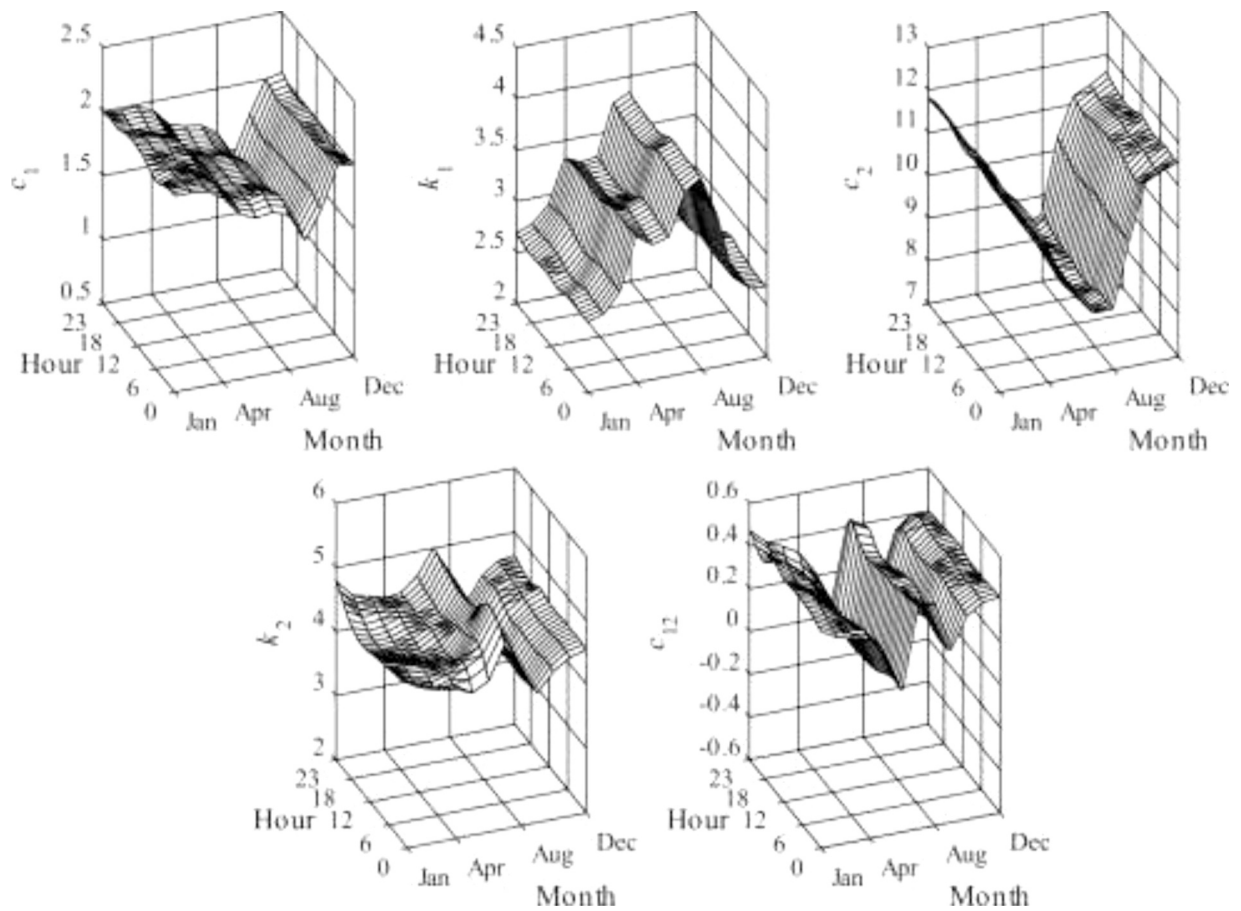 2.5
2
1.5
1
0.5
c1
23
18
Hour 12
6
0
Jan
Apr
Aug
Dec
Month
4.5
4
3.5
3
2.5
2
k1
23
18
Hour 12
6
0
Jan
Apr
Aug
Dec
Month
13
12
11
10
9
8
7
c2
23
18
Hour 12
6
0
Jan
Apr
Aug
Dec
Month
6
5
4
3
2
k2
23
18
Hour 12
6
0
Jan
Apr
Aug
Dec
Month
0.6
0.4
0.2
0
-0.2
-0.4
-0.6
c12
23
18
Hour 12
6
0
Jan
Apr
Aug
Dec
Month